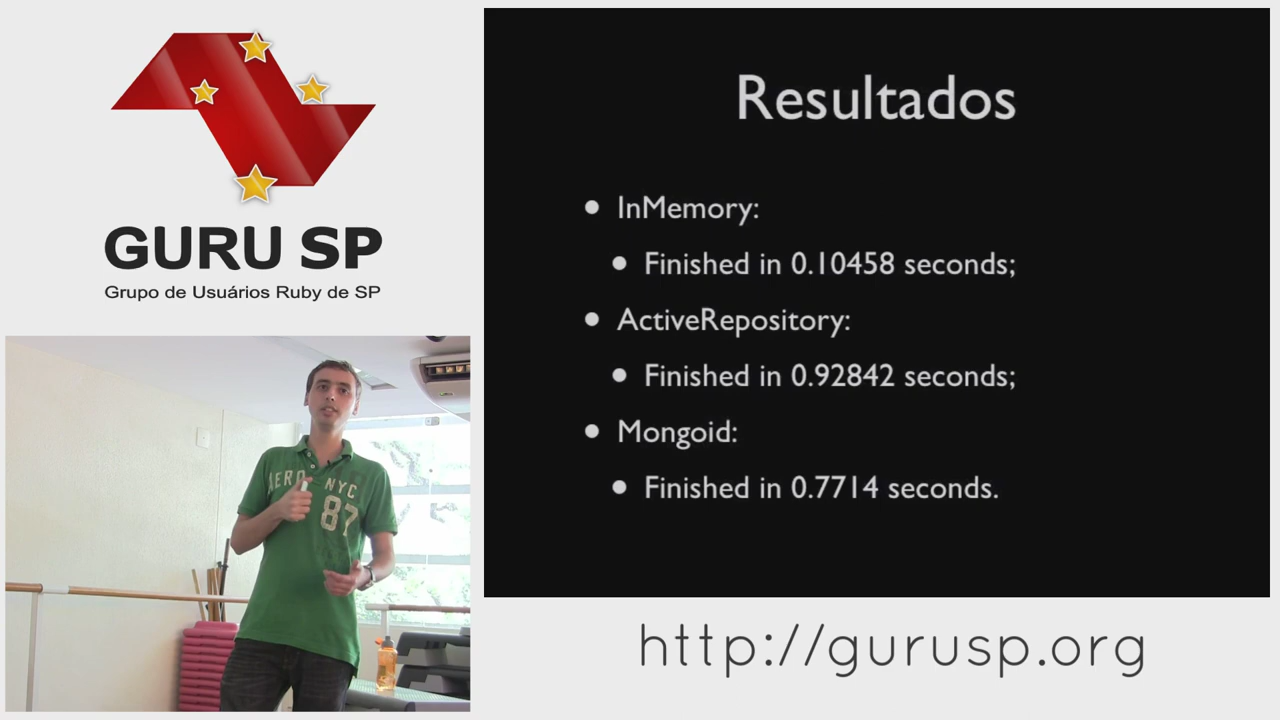 GURU SP
Grupo de Usuários Ruby de SP
AERO NYC
87
Resultados
InMemory:
Finished in 0.10458 seconds;
ActiveRepository:
Finished in 0.92842 seconds;
Mongoid:
Finished in 0.7714 seconds.
http://gurusp.org